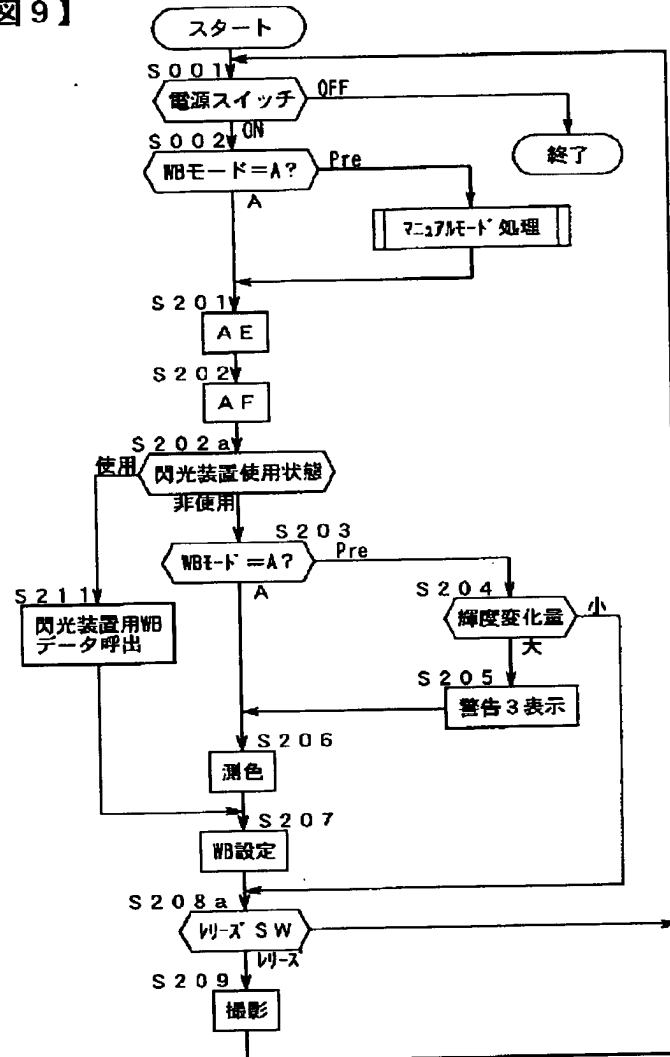 図9】
スタート
S001
電源スイッチ
OFF
ON
終了
S002
WBモード=A?
Pre
A
マニュアルモード処理
S201
AE
S202
AF
S202a
使用
閃光装置使用状態
非使用
S203
WBモード=A?
Pre
A
S204
輝度変化量
小
大
S205
警告3表示
S211
閃光装置用WB
データ呼出
S206
測色
S207
WB設定
S208a
レリーズSW
レリーズ
S209
撮影